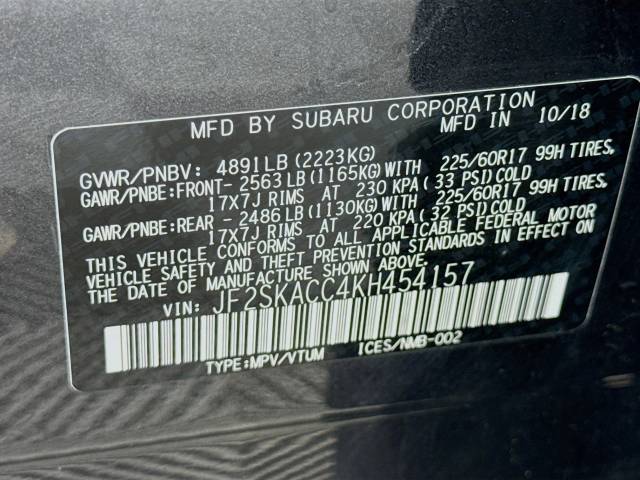 MFD BY SUBARU CORPORATION MFD IN 10/18
GVWR/PNBV: 4891LB(2223KG)
GAWR/PNBE:FRONT- 2563LB(1165KG)WITH 225/60R17 99H TIRES,
17X7J RIMS AT 230 KPA( 33 PSI)COLD
GAWR/PNBE:REAR - 2486LB(1130KG)WITH 225/60R17 99H TIRES,
17X7J RIMS AT 220 KPA( 32 PSI)COLD
THIS VEHICLE CONFORMS TO ALL APPLICABLE FEDERAL MOTOR
VEHICLE SAFETY AND THEFT PREVENTION STANDARDS IN EFFECT ON
THE DATE OF MANUFACTURE SHOWN ABOVE.
VIN: JF2SKACC4KH454157
TYPE:MPV/VTUM ICES/NMB-002